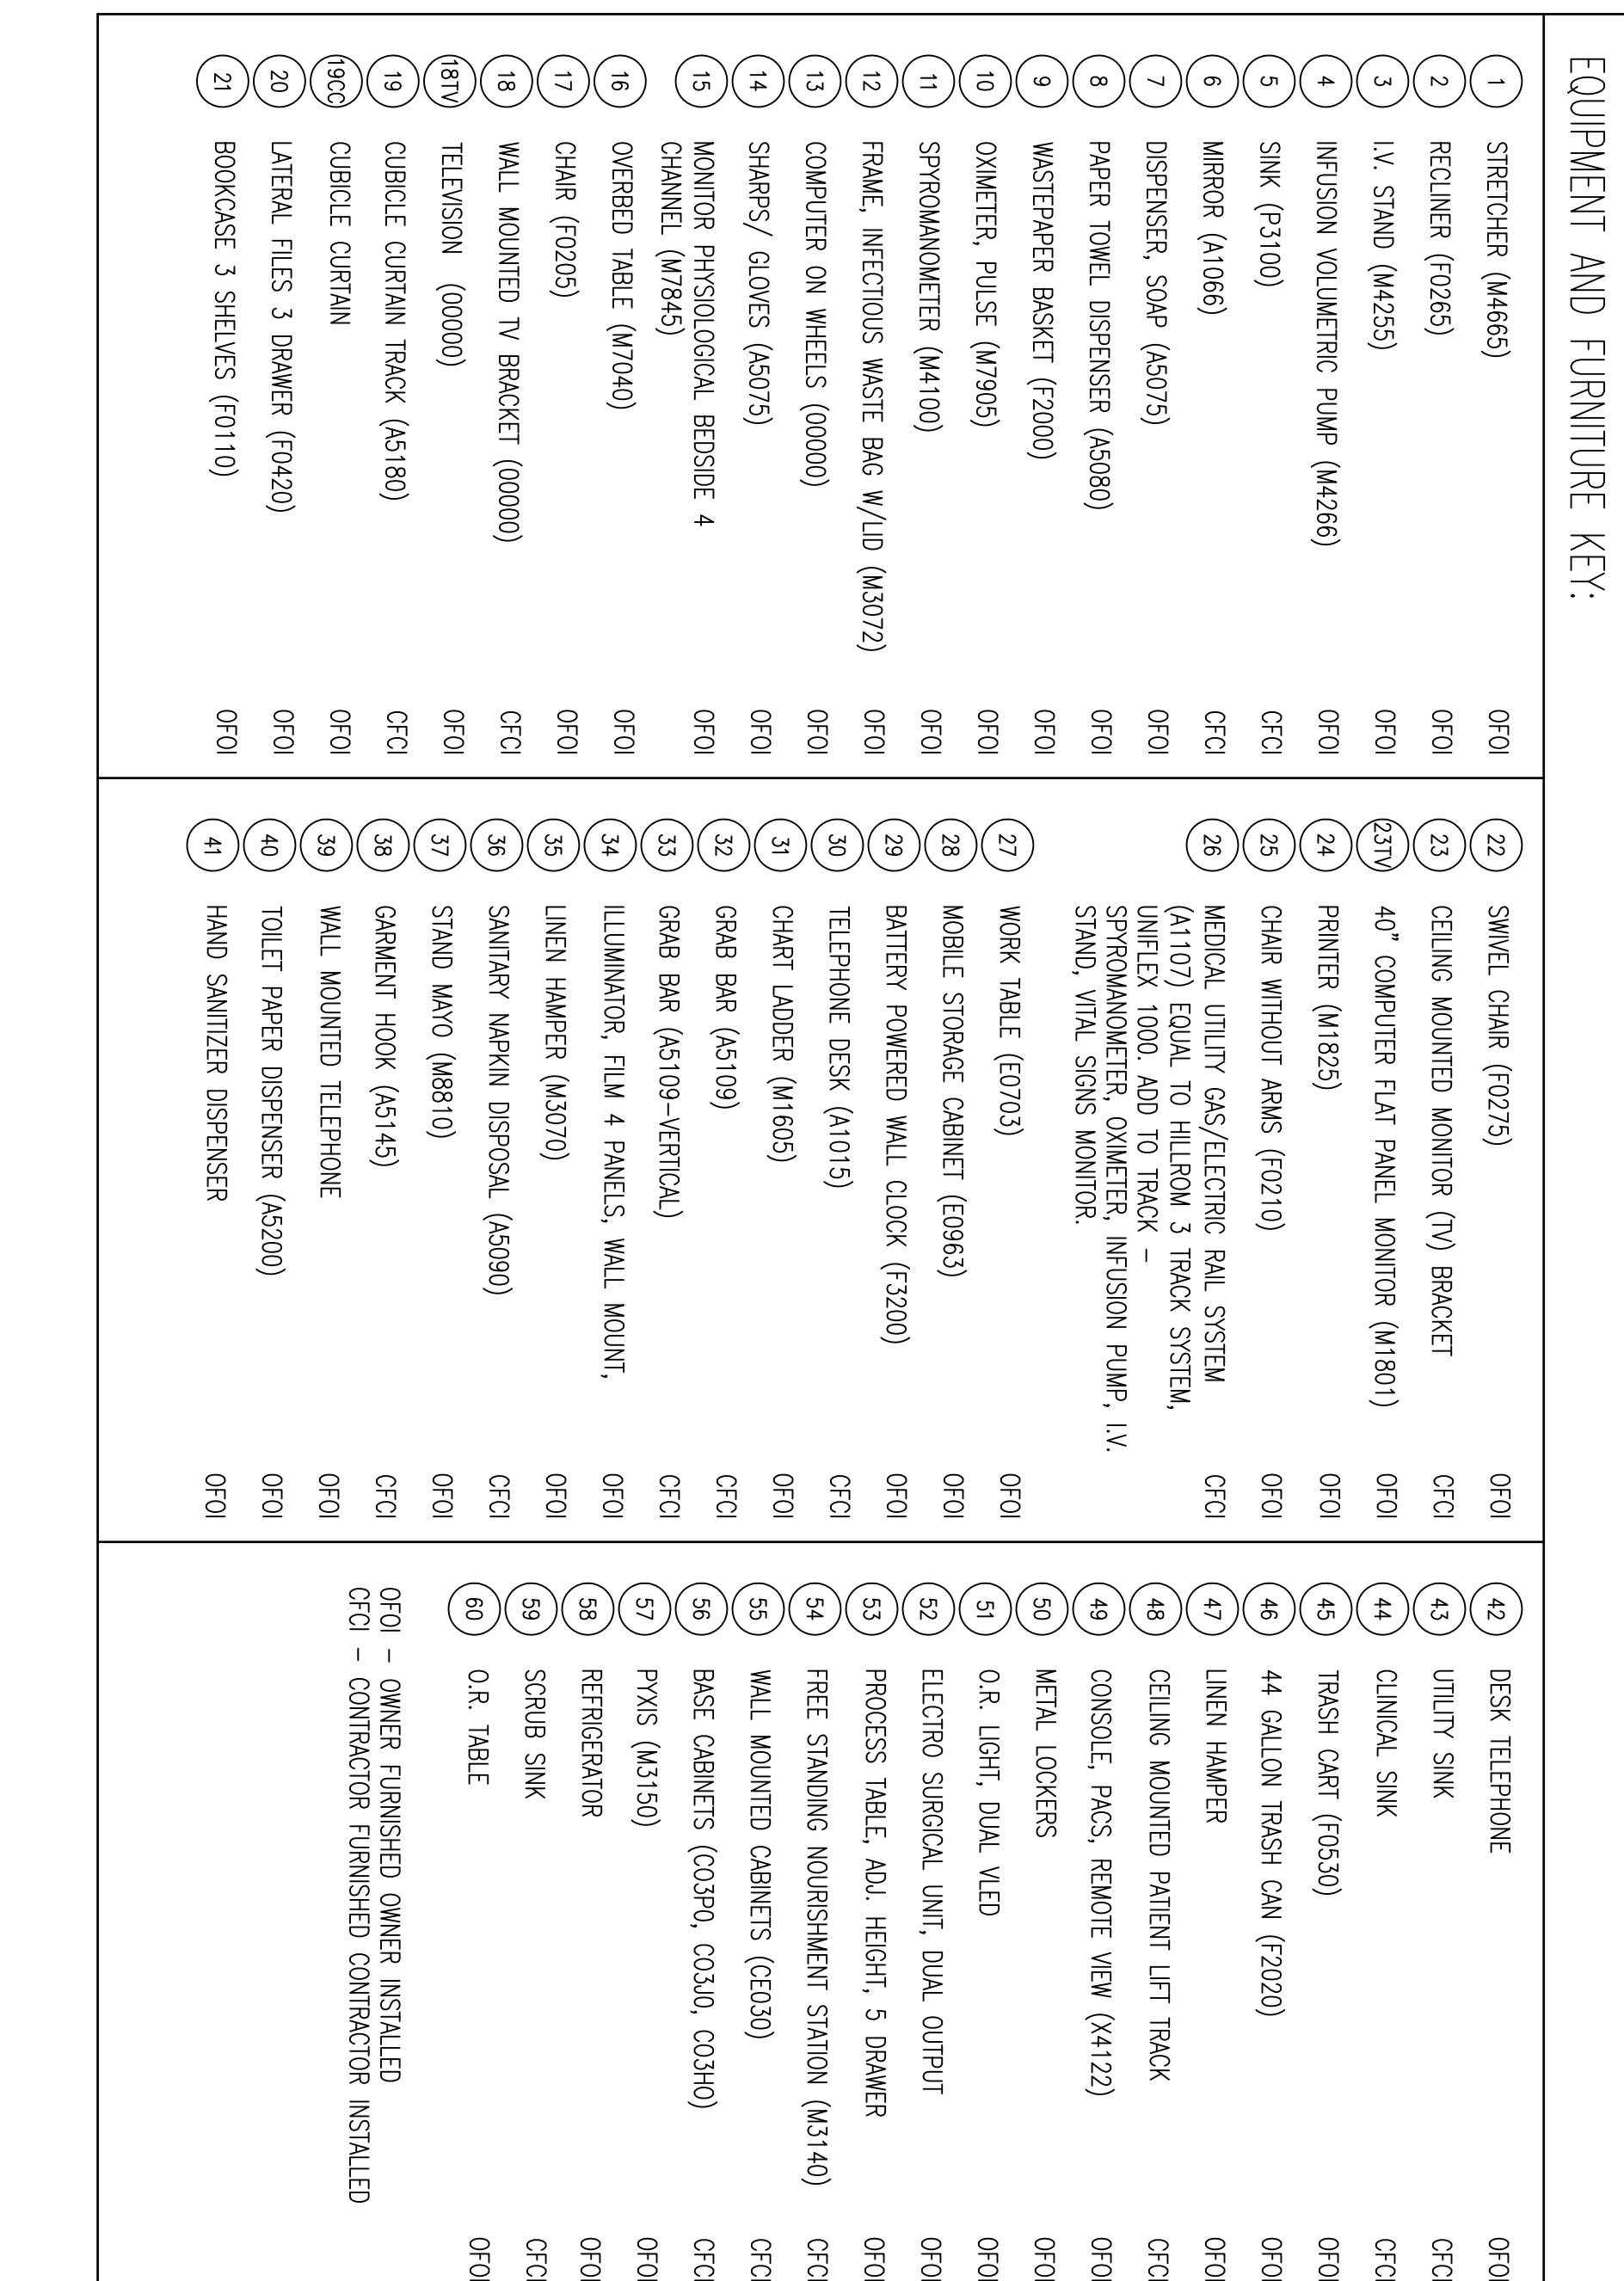 EQUIPMENT AND FURNITURE KEY:
1 STRETCHER (M4665) OFOI
2 RECLINER (F0265) OFOI
3 I.V. STAND (M4255) OFOI
4 INFUSION VOLUMETRIC PUMP (M4266) OFOI
5 SINK (P3100) CFCI
6 MIRROR (A1066) CFCI
7 DISPENSER, SOAP (A5075) OFOI
8 PAPER TOWEL DISPENSER (A5080) OFOI
9 WASTEPAPER BASKET (F2000) OFOI
10 OXIMETER, PULSE (M7905) OFOI
11 SPYROMANOMETER (M4100) OFOI
12 FRAME, INFECTIOUS WASTE BAG W/LID (M3072) OFOI
13 COMPUTER ON WHEELS (00000) OFOI
14 SHARPS/ GLOVES (A5075) OFOI
15 MONITOR PHYSIOLOGICAL BEDSIDE 4 OFOI
CHANNEL (M7845)
16 OVERBED TABLE (M7040) OFOI
17 CHAIR (F0205) OFOI
18 WALL MOUNTED TV BRACKET (00000) CFCI
18TV TELEVISION (00000) OFOI
19 CUBICLE CURTAIN TRACK (A5180) CFCI
19CC CUBICLE CURTAIN OFOI
20 LATERAL FILES 3 DRAWER (F0420) OFOI
21 BOOKCASE 3 SHELVES (F0110) OFOI
22 SWIVEL CHAIR (F0275) OFOI
23 CEILING MOUNTED MONITOR (TV) BRACKET CFCI
23TV 40" COMPUTER FLAT PANEL MONITOR (M1801) OFOI
24 PRINTER (M1825) OFOI
25 CHAIR WITHOUT ARMS (F0210) OFOI
26 MEDICAL UTILITY GAS/ELECTRIC RAIL SYSTEM CFCI
(A1107) EQUAL TO HILLROM 3 TRACK SYSTEM,
UNIFLEX 1000. ADD TO TRACK –
SPYROMANOMETER, OXIMETER, INFUSION PUMP, I.V.
STAND, VITAL SIGNS MONITOR.
27 WORK TABLE (E0703) OFOI
28 MOBILE STORAGE CABINET (E0963) OFOI
29 BATTERY POWERED WALL CLOCK (F3200) OFOI
30 TELEPHONE DESK (A1015) CFCI
31 CHART LADDER (M1605) OFOI
32 GRAB BAR (A5109) CFCI
33 GRAB BAR (A5109–VERTICAL) CFCI
34 ILLUMINATOR, FILM 4 PANELS, WALL MOUNT, OFOI
35 LINEN HAMPER (M3070) OFOI
36 SANITARY NAPKIN DISPOSAL (A5090) CFCI
37 STAND MAYO (M8810) OFOI
38 GARMENT HOOK (A5145) CFCI
39 WALL MOUNTED TELEPHONE OFOI
40 TOILET PAPER DISPENSER (A5200) OFOI
41 HAND SANITIZER DISPENSER OFOI
42 DESK TELEPHONE OFOI
43 UTILITY SINK CFCI
44 CLINICAL SINK CFCI
45 TRASH CART (F0530) OFOI
46 44 GALLON TRASH CAN (F2020) OFOI
47 LINEN HAMPER OFOI
48 CEILING MOUNTED PATIENT LIFT TRACK CFCI
49 CONSOLE, PACS, REMOTE VIEW (X4122) OFOI
50 METAL LOCKERS OFOI
51 O.R. LIGHT, DUAL VLED OFOI
52 ELECTRO SURGICAL UNIT, DUAL OUTPUT OFOI
53 PROCESS TABLE, ADJ. HEIGHT, 5 DRAWER OFOI
54 FREE STANDING NOURISHMENT STATION (M3140) CFCI
55 WALL MOUNTED CABINETS (CE030) CFCI
56 BASE CABINETS (C03P0, C03J0, C03H0) CFCI
57 PYXIS (M3150) OFOI
58 REFRIGERATOR OFOI
59 SCRUB SINK CFCI
60 O.R. TABLE OFOI
OFOI – OWNER FURNISHED OWNER INSTALLED
CFCI – CONTRACTOR FURNISHED CONTRACTOR INSTALLED